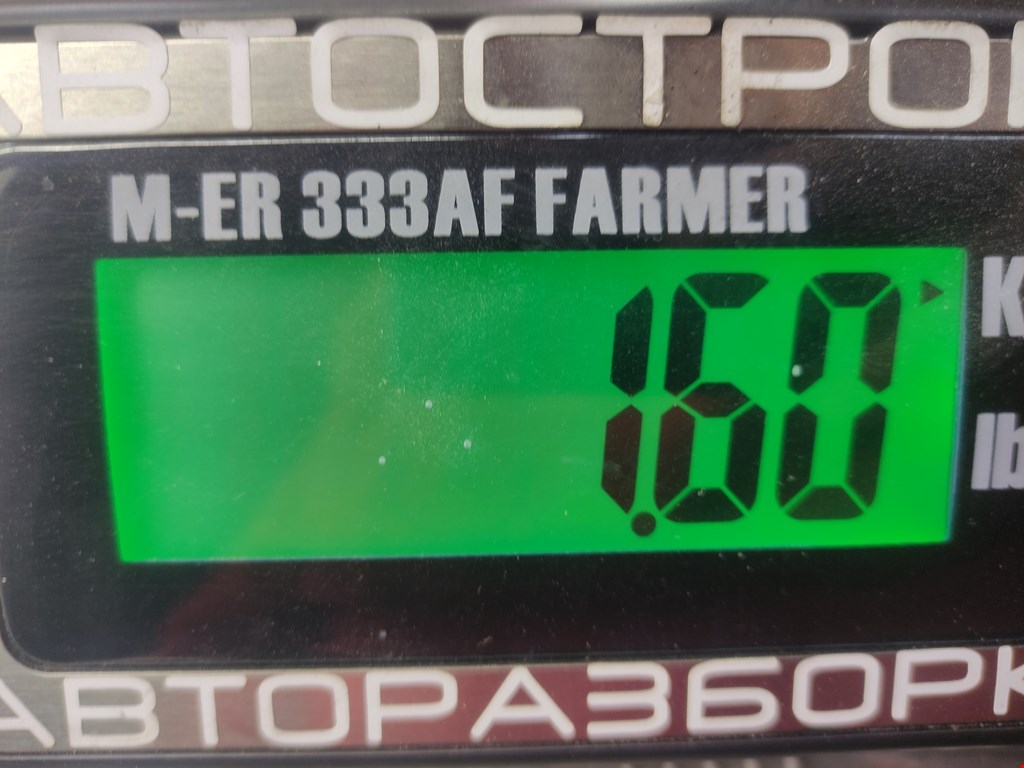 АВТОСТРО
M-ER 333AF FARMER
1.60
K
lb
АВТОРАЗБОРК